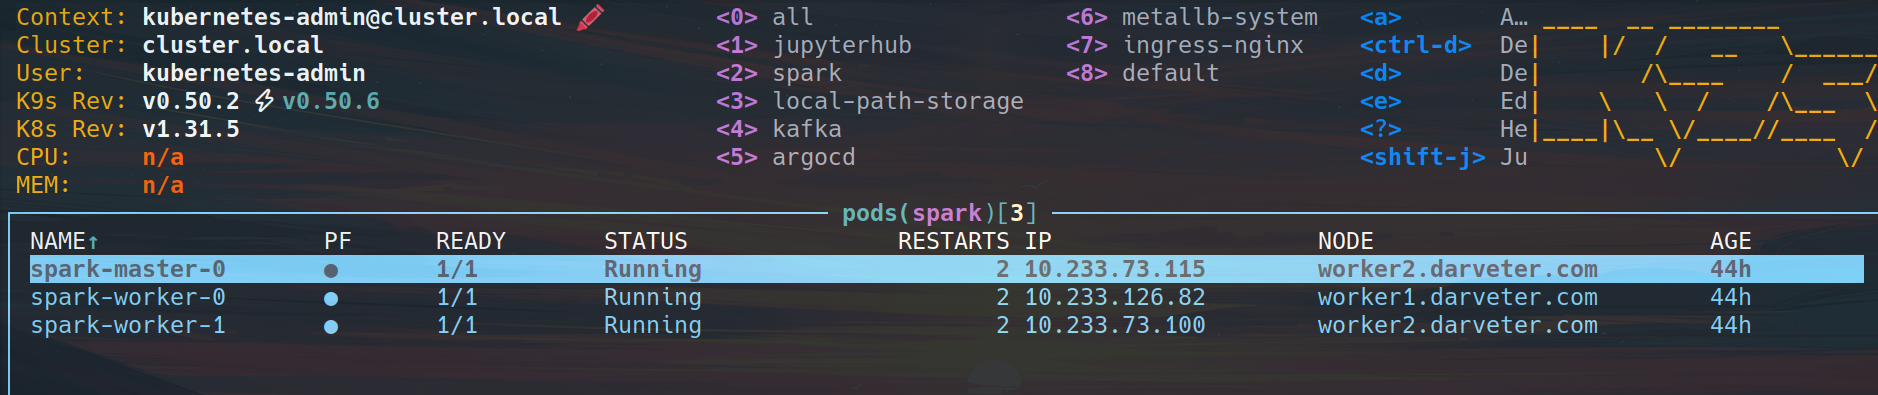 Context: kubernetes-admin@cluster.local <0> all <6> metallb-system <a> A…
Cluster: cluster.local <1> jupyterhub <7> ingress-nginx <ctrl-d> De
User: kubernetes-admin <2> spark <8> default <d> De
K9s Rev: v0.50.2 ⚡ v0.50.6 <3> local-path-storage <e> Ed
K8s Rev: v1.31.5 <4> kafka <?> He
CPU: n/a <5> argocd <shift-j> Ju
MEM: n/a
pods(spark)[3]
NAME↑ PF READY STATUS RESTARTS IP NODE AGE
spark-master-0 ● 1/1 Running 2 10.233.73.115 worker2.darveter.com 44h
spark-worker-0 ● 1/1 Running 2 10.233.126.82 worker1.darveter.com 44h
spark-worker-1 ● 1/1 Running 2 10.233.73.100 worker2.darveter.com 44h